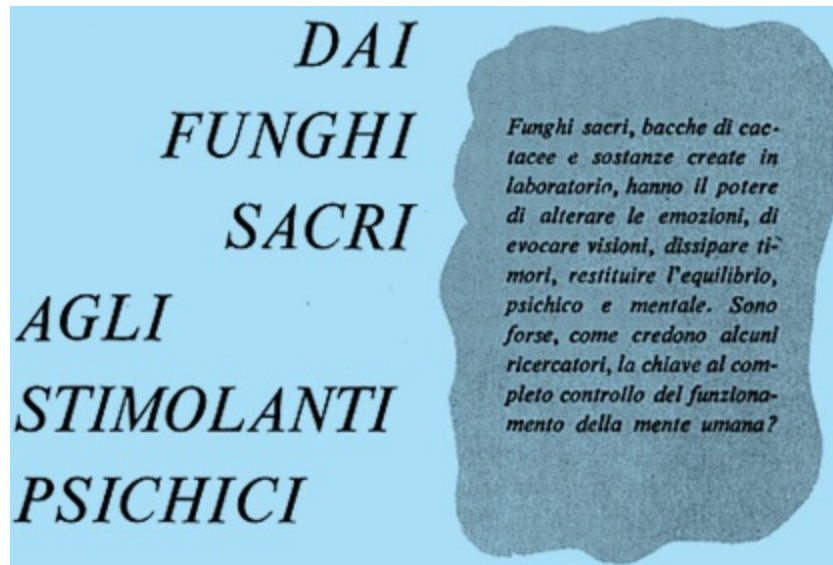 DAI
FUNGHI
SACRI
AGLI
STIMOLANTI
PSICHICI
Funghi sacri, bacche di cac-
tacee e sostanze create in
laboratorio, hanno il potere
di alterare le emozioni, di
evocare visioni, dissipare ti-
mori, restituire l'equilibrio,
psichico e mentale. Sono
forse, come credono alcuni
ricercatori, la chiave al com-
pleto controllo del funziona-
mento della mente umana?